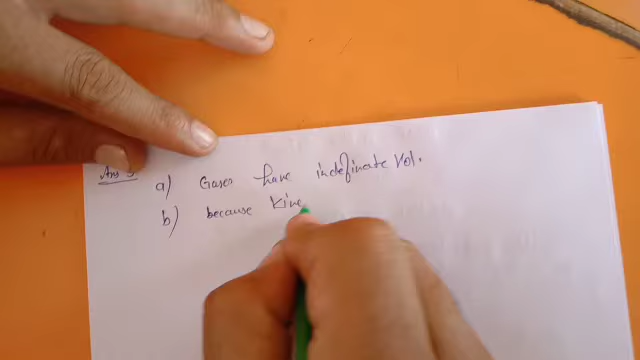 Ans 3
a) Gases have indefinate Vol.
b) because kine